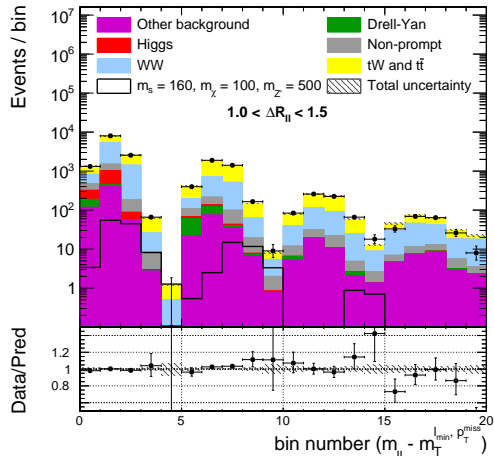 Events / bin
10⁷
10⁶
10⁵
10⁴
10³
10²
10
1
Other background
Drell-Yan
Higgs
Non-prompt
WW
tW and tt̄
mₛ = 160, m_χ = 100, m_Z' = 500
Total uncertainty
1.0 < ΔR_ll < 1.5
Data/Pred
1.2
1
0.8
0 5 10 15 20
bin number (m_ll - m_T^{l_min, p_T^miss})